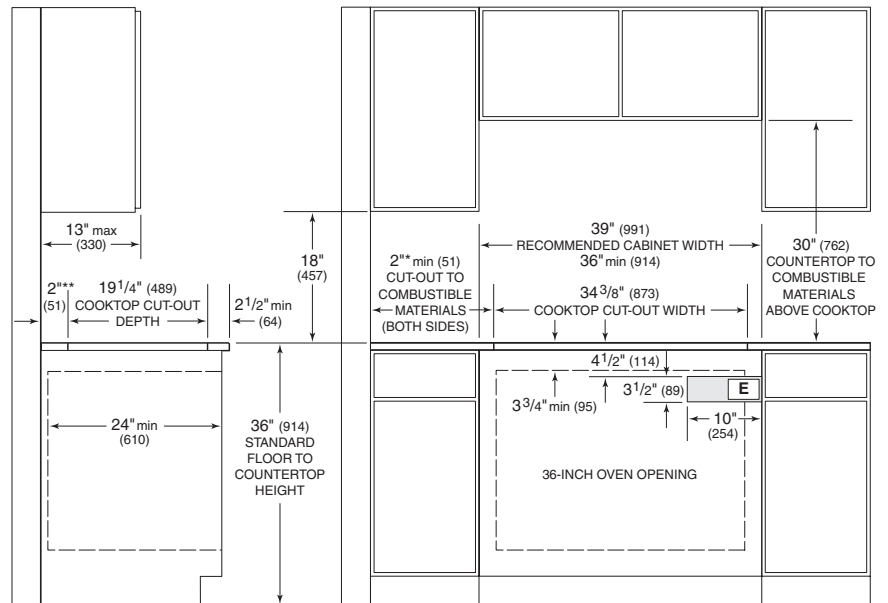 13" max
(330)
2"**
(51)
19 1/4" (489)
COOKTOP CUT-OUT
DEPTH
2 1/2" min
(64)
18"
(457)
24" min
(610)
36" (914)
STANDARD
FLOOR TO
COUNTERTOP
HEIGHT
2"* min (51)
CUT-OUT TO
COMBUSTIBLE
MATERIALS
(BOTH SIDES)
39" (991)
RECOMMENDED CABINET WIDTH
36" min (914)
34 3/8" (873)
COOKTOP CUT-OUT WIDTH
30" (762)
COUNTERTOP TO
COMBUSTIBLE
MATERIALS
ABOVE COOKTOP
4 1/2" (114)
3 1/2" (89)
E
3 3/4" min (95)
10"
(254)
36-INCH OVEN OPENING